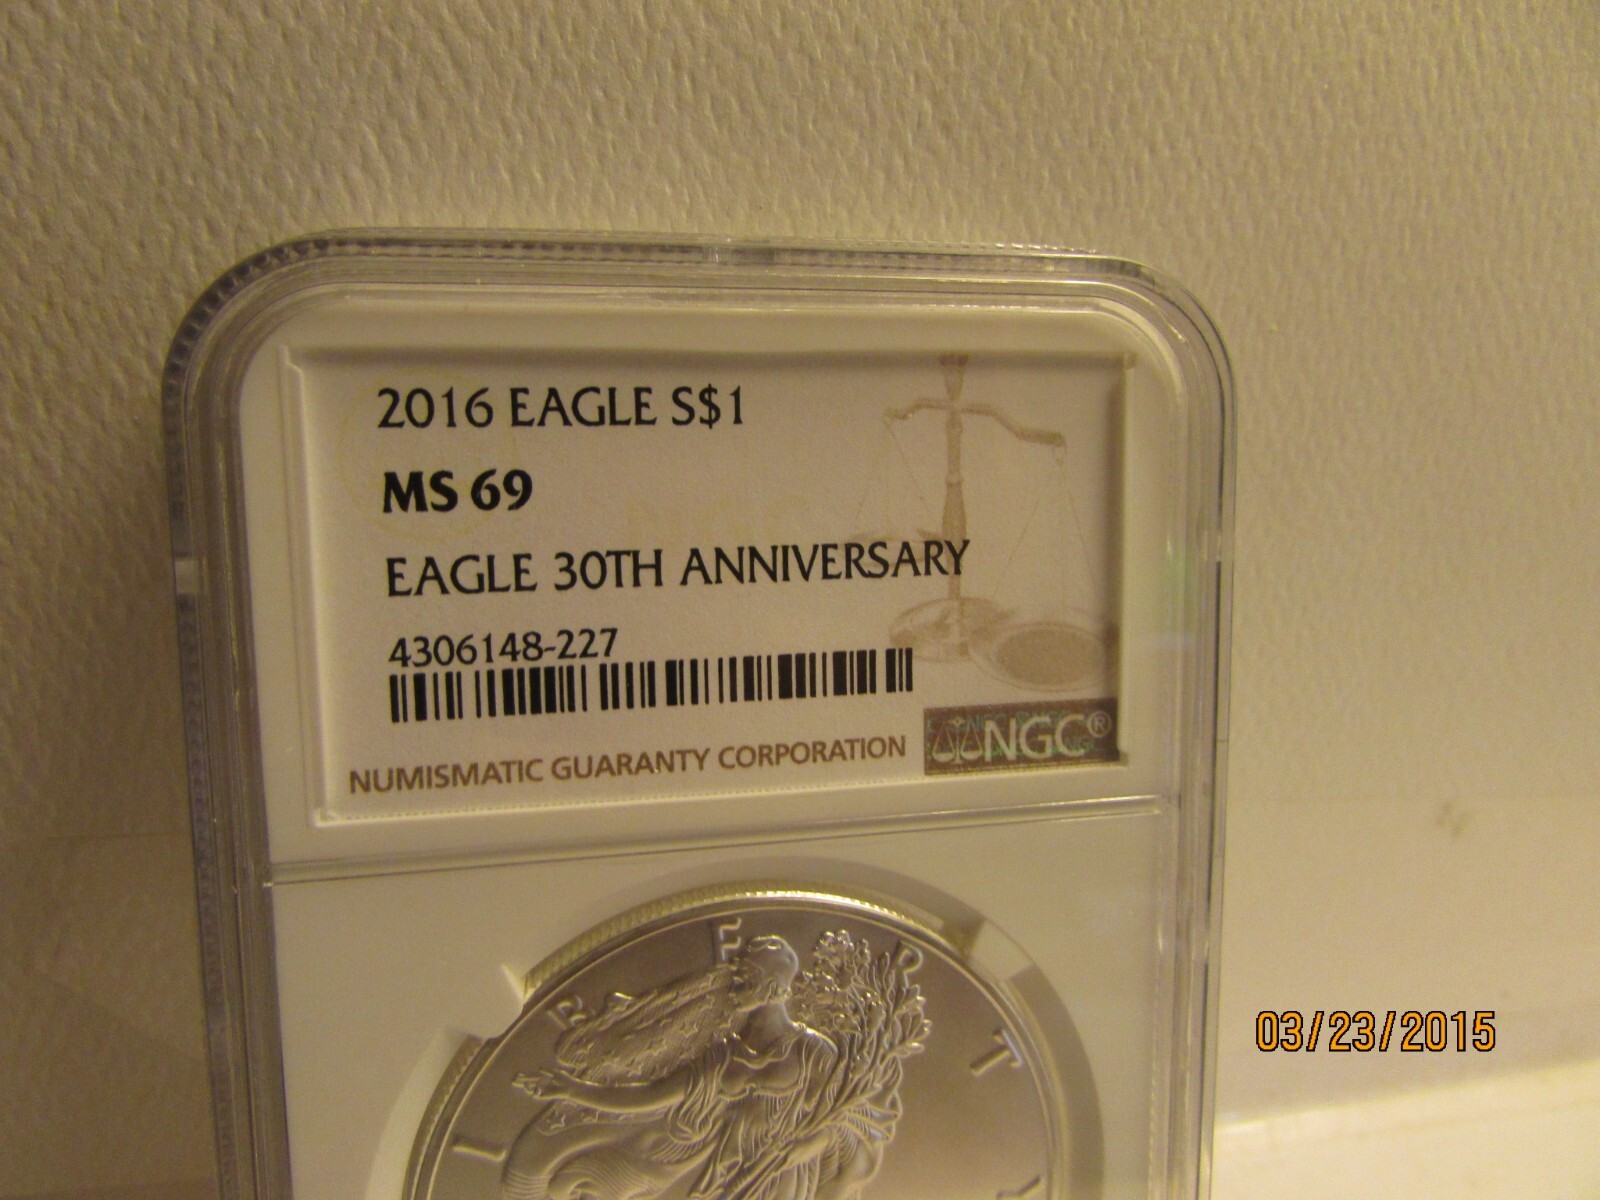 2016 EAGLE S$1
MS 69
EAGLE 30TH ANNIVERSARY
4306148-227
NUMISMATIC GUARANTY CORPORATION
NGC®
LIBERTY
03/23/2015